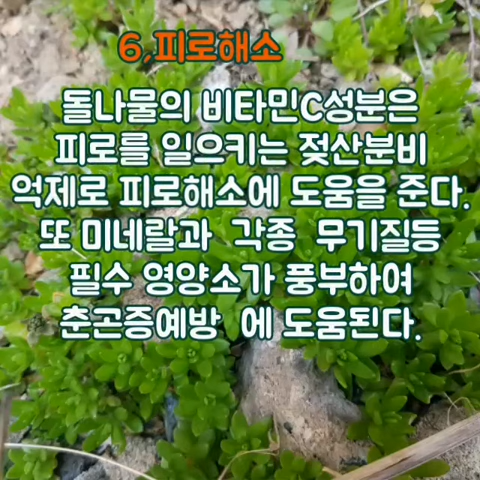 6,피로해소
돌나물의 비타민C성분은
피로를 일으키는 젖산분비
억제로 피로해소에 도움을 준다.
또 미네랄과 각종 무기질등
필수 영양소가 풍부하여
춘곤증예방 에 도움된다.